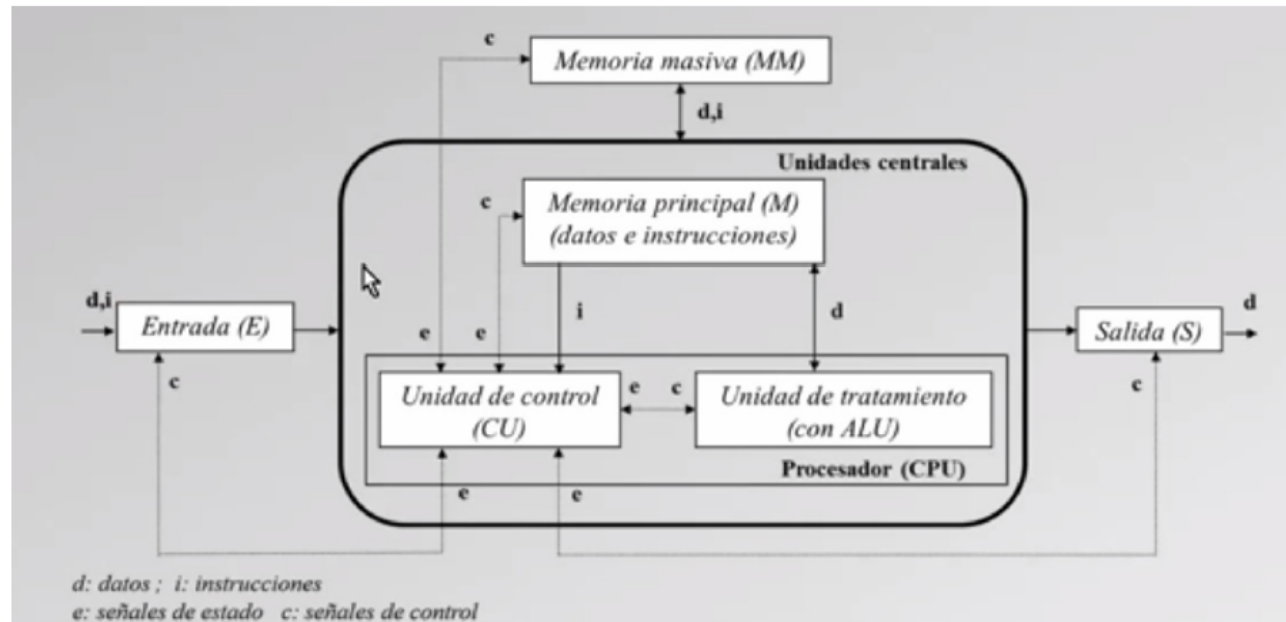 c
Memoria masiva (MM)
d,i
Unidades centrales
c
Memoria principal (M)
(datos e instrucciones)
d,i
Entrada (E)
i
d
Salida (S)
d
e
e
c
c
Unidad de control
(CU)
e
c
Unidad de tratamiento
(con ALU)
Procesador (CPU)
e
e
d: datos ; i: instrucciones
e: señales de estado c: señales de control